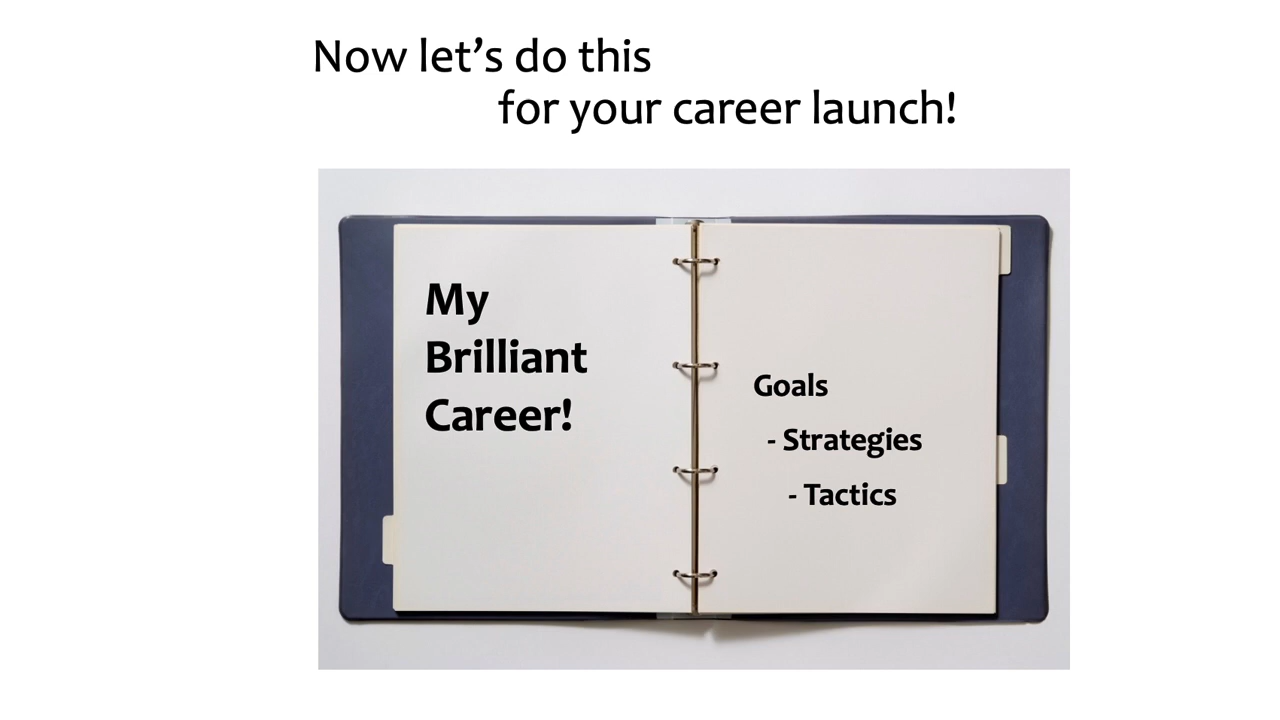 Now let’s do this
for your career launch!
My
Brilliant
Career!
Goals
- Strategies
- Tactics